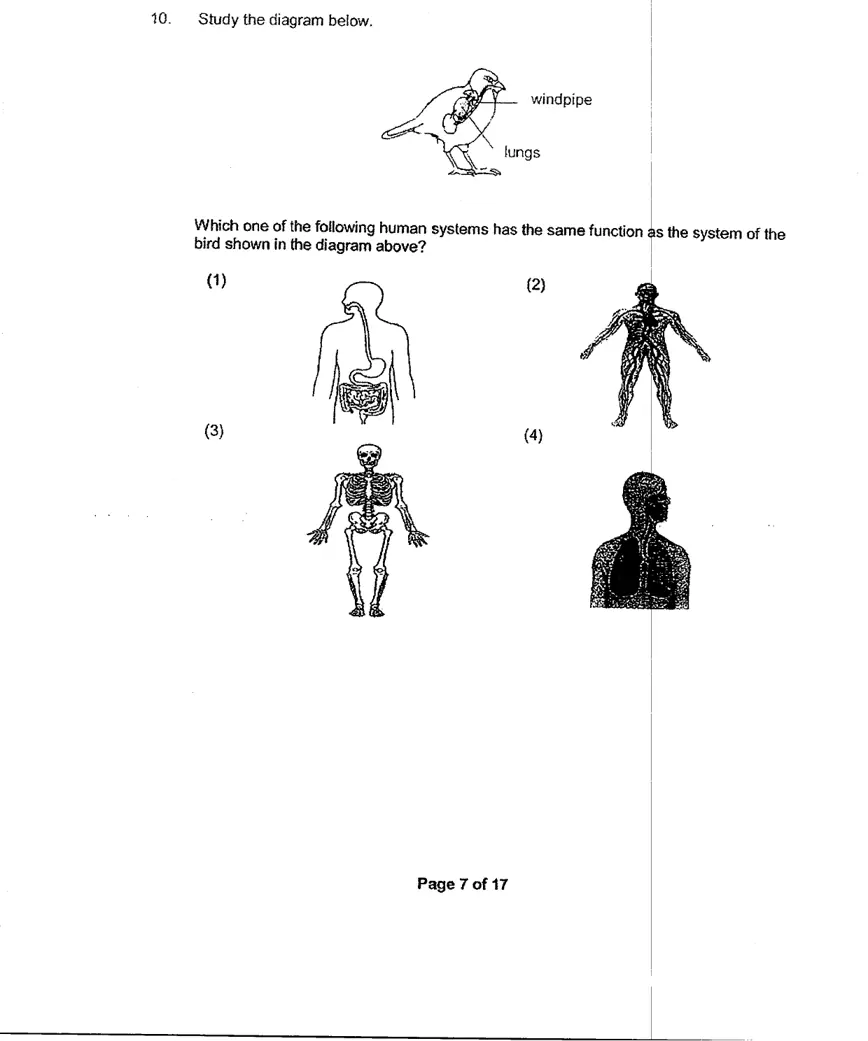 10. Study the diagram below.
windpipe
lungs
Which one of the following human systems has the same function as the system of the
bird shown in the diagram above?
(1)
(2)
(3)
(4)
Page 7 of 17